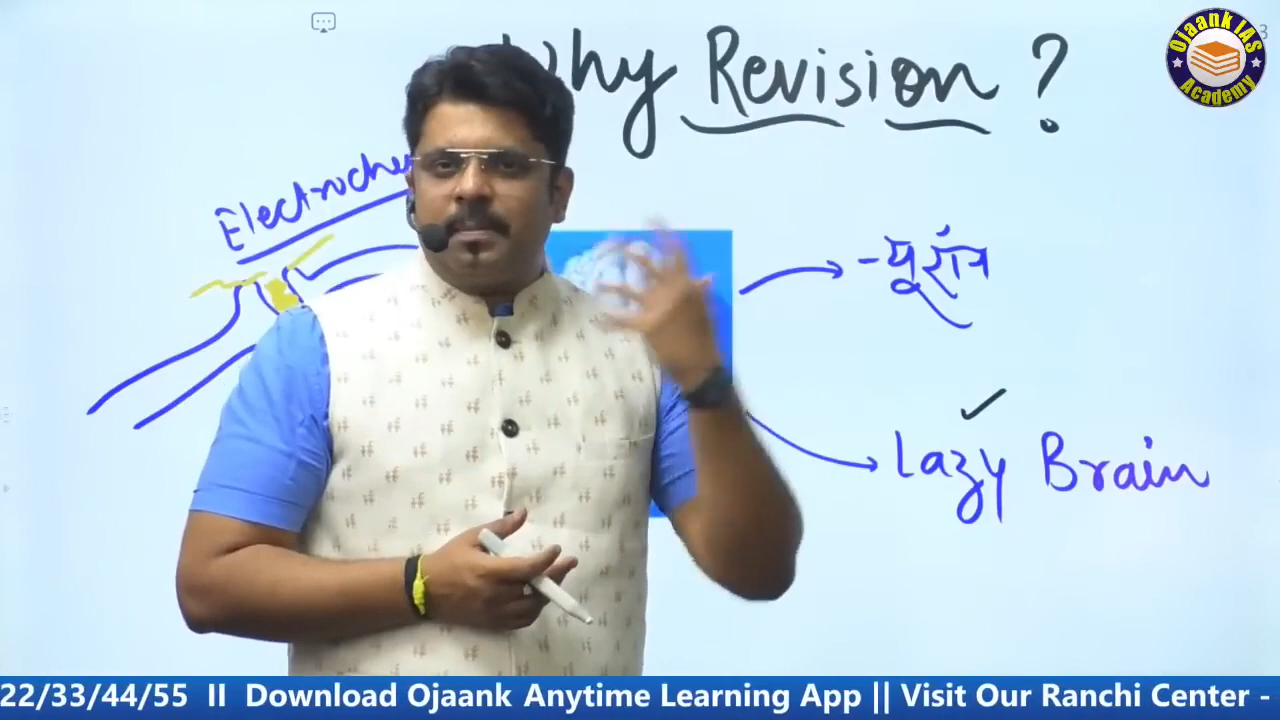 Why Revision ?
Ojaank IAS
Academy
Electroche
Lazy Brain
22/33/44/55 II Download Ojaank Anytime Learning App || Visit Our Ranchi Center -